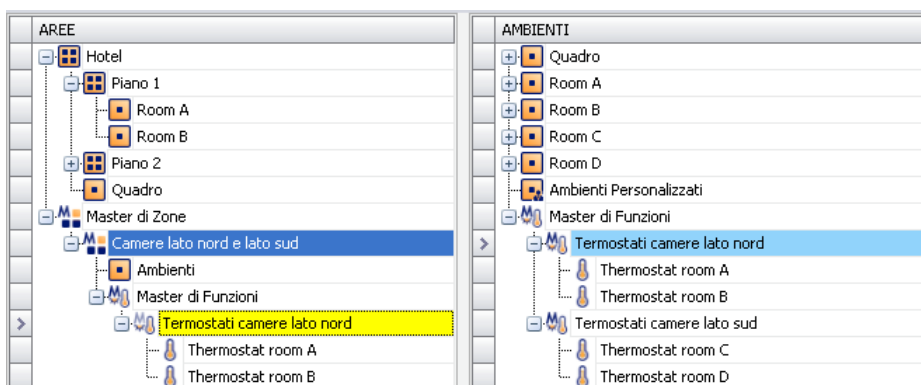 AREE
Hotel
Piano 1
Room A
Room B
Piano 2
Quadro
Master di Zone
Camere lato nord e lato sud
Ambienti
Master di Funzioni
Termostati camere lato nord
Thermostat room A
Thermostat room B
AMBIENTI
Quadro
Room A
Room B
Room C
Room D
Ambienti Personalizzati
Master di Funzioni
Termostati camere lato nord
Thermostat room A
Thermostat room B
Termostati camere lato sud
Thermostat room C
Thermostat room D